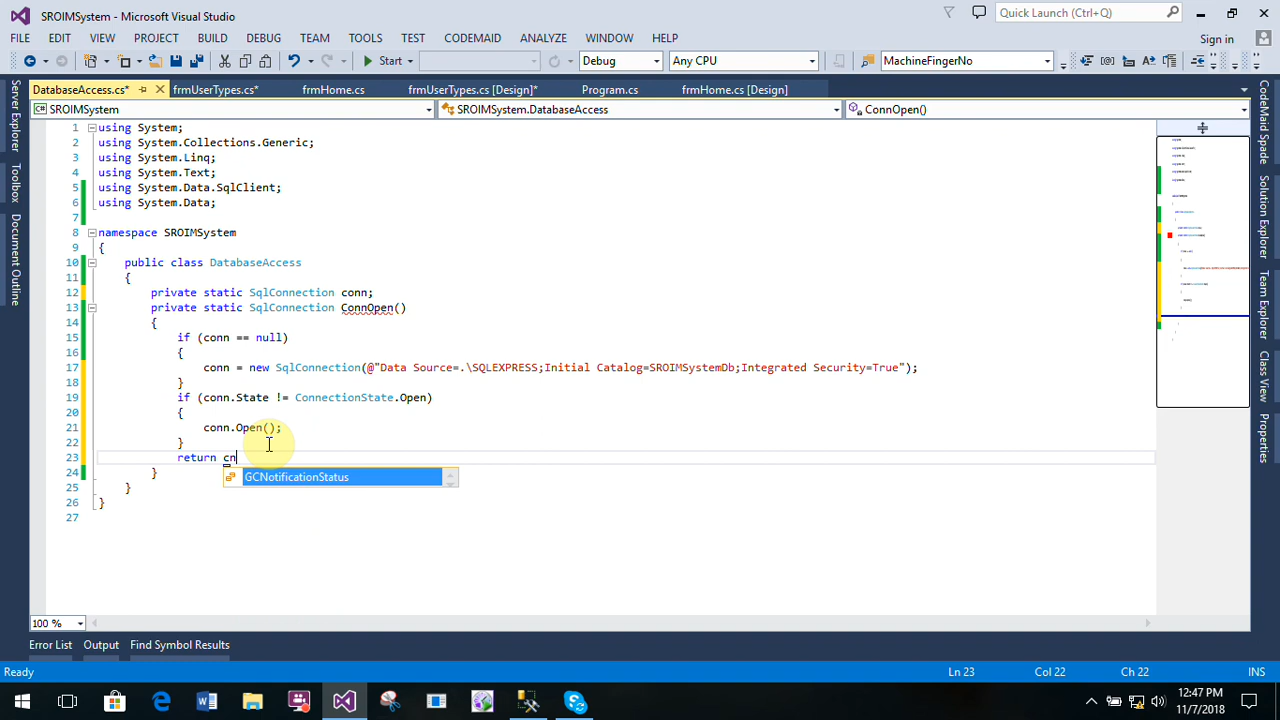 SROIMSystem - Microsoft Visual Studio
Quick Launch (Ctrl+Q)
FILE EDIT VIEW PROJECT BUILD DEBUG TEAM TOOLS TEST CODEMAID ANALYZE WINDOW HELP
Sign in
Start Debug Any CPU MachineFingerNo
DatabaseAccess.cs* frmUserTypes.cs* frmHome.cs frmUserTypes.cs [Design]* Program.cs frmHome.cs [Design]
SROIMSystem SROIMSystem.DatabaseAccess ConnOpen()
Server Explorer
Toolbox
Document Outline
1 using System;
2 using System.Collections.Generic;
3 using System.Linq;
4 using System.Text;
5 using System.Data.SqlClient;
6 using System.Data;
7
8 namespace SROIMSystem
9 {
10 public class DatabaseAccess
11 {
12 private static SqlConnection conn;
13 private static SqlConnection ConnOpen()
14 {
15 if (conn == null)
16 {
17 conn = new SqlConnection(@"Data Source=.\SQLEXPRESS;Initial Catalog=SROIMSystemDb;Integrated Security=True");
18 }
19 if (conn.State != ConnectionState.Open)
20 {
21 conn.Open();
22 }
23 return cn
GCNotificationStatus
24 }
25 }
26 }
27
CodeMaid Spade
Solution Explorer
Team Explorer
Class View
Properties
100 %
Error List Output Find Symbol Results
Ready Ln 23 Col 22 Ch 22 INS
12:47 PM
11/7/2018